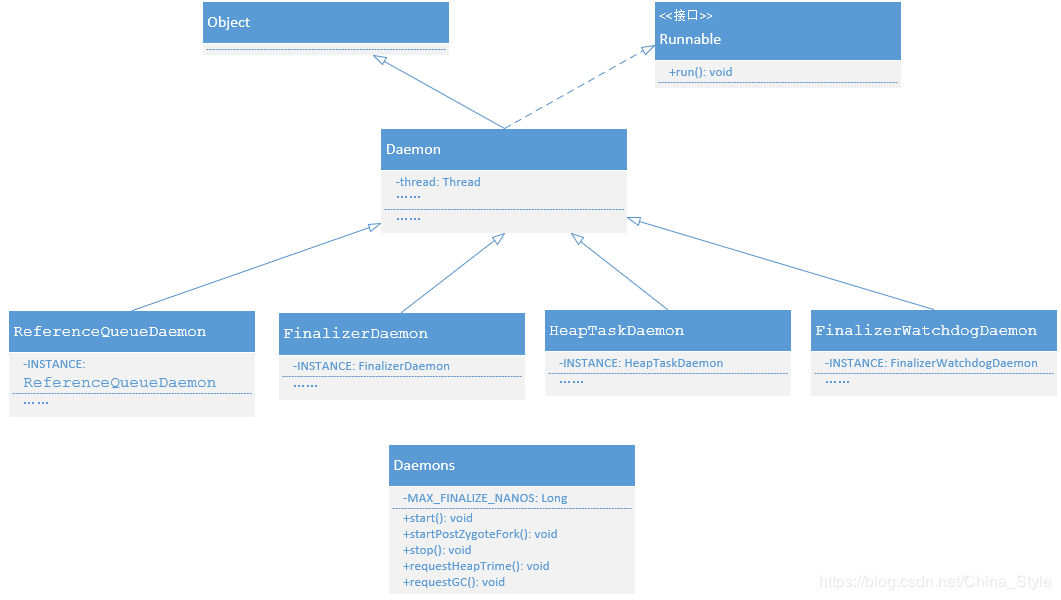 Object
<<接口>>
Runnable
+run(): void
Daemon
-thread: Thread
……
……
ReferenceQueueDaemon
-INSTANCE:
ReferenceQueueDaemon
……
FinalizerDaemon
-INSTANCE: FinalizerDaemon
……
HeapTaskDaemon
-INSTANCE: HeapTaskDaemon
……
FinalizerWatchdogDaemon
-INSTANCE: FinalizerWatchdogDaemon
……
Daemons
-MAX_FINALIZE_NANOS: Long
+start(): void
+startPostZygoteFork(): void
+stop(): void
+requestHeapTrime(): void
+requestGC(): void
https://blog.csdn.net/China_Style